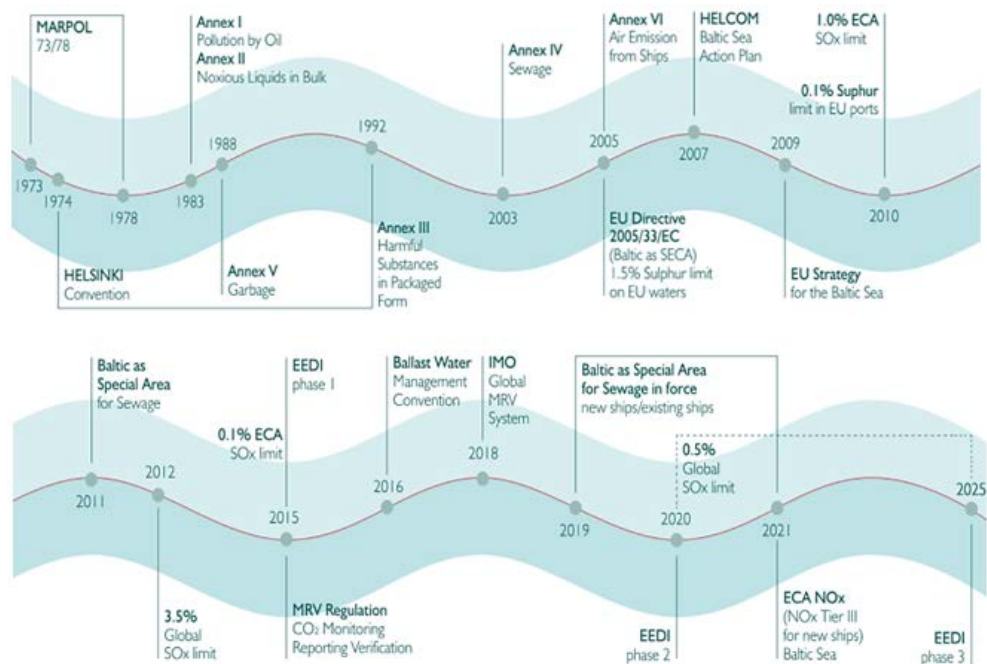 MARPOL
73/78
Annex I
Pollution by Oil
Annex II
Noxious Liquids in Bulk
Annex IV
Sewage
Annex VI
Air Emission
from Ships
HELCOM
Baltic Sea
Action Plan
1.0% ECA
SOx limit
0.1% Suphur
limit in EU ports
1973
1974
1978
1983
1988
1992
2003
2005
2007
2009
2010
HELSINKI
Convention
Annex V
Garbage
Annex III
Harmful
Substances
in Packaged
Form
EU Directive
2005/33/EC
(Baltic as SECA)
1.5% Sulphur limit
on EU waters
EU Strategy
for the Baltic Sea
Baltic as
Special Area
for Sewage
0.1% ECA
SOx limit
EEDI
phase 1
Ballast Water
Management
Convention
IMO
Global
MRV
System
Baltic as Special Area
for Sewage in force
new ships/existing ships
0.5%
Global
SOx limit
2011
2012
2015
2016
2018
2019
2020
2021
2025
3.5%
Global
SOx limit
MRV Regulation
CO₂ Monitoring
Reporting Verification
EEDI
phase 2
ECA NOx
(NOx Tier III
for new ships)
Baltic Sea
EEDI
phase 3